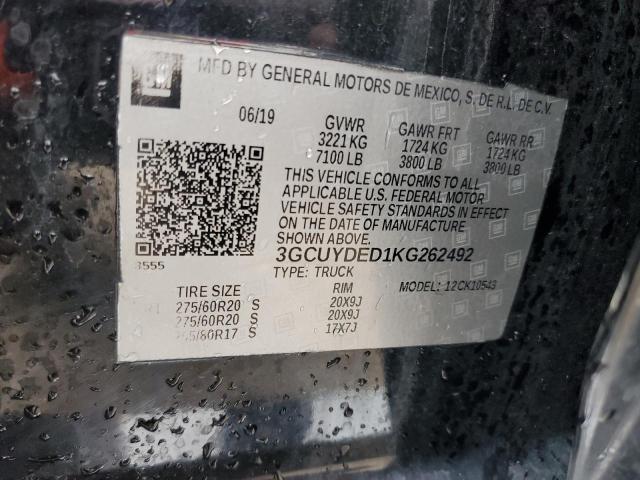 GM
MFD BY GENERAL MOTORS DE MEXICO, S. DE R.L. DE C.V.
06/19 GVWR GAWR FRT GAWR RR
3221 KG 1724 KG 1724 KG
7100 LB 3800 LB 3800 LB
THIS VEHICLE CONFORMS TO ALL
APPLICABLE U.S. FEDERAL MOTOR
VEHICLE SAFETY STANDARDS IN EFFECT
ON THE DATE OF MANUFACTURE
SHOWN ABOVE.
3555 3GCUYDED1KG262492
TYPE: TRUCK MODEL: 12CK10543
TIRE SIZE RIM
275/60R20 S 20X9J
275/60R20 S 20X9J
/80R17 S 17X7J